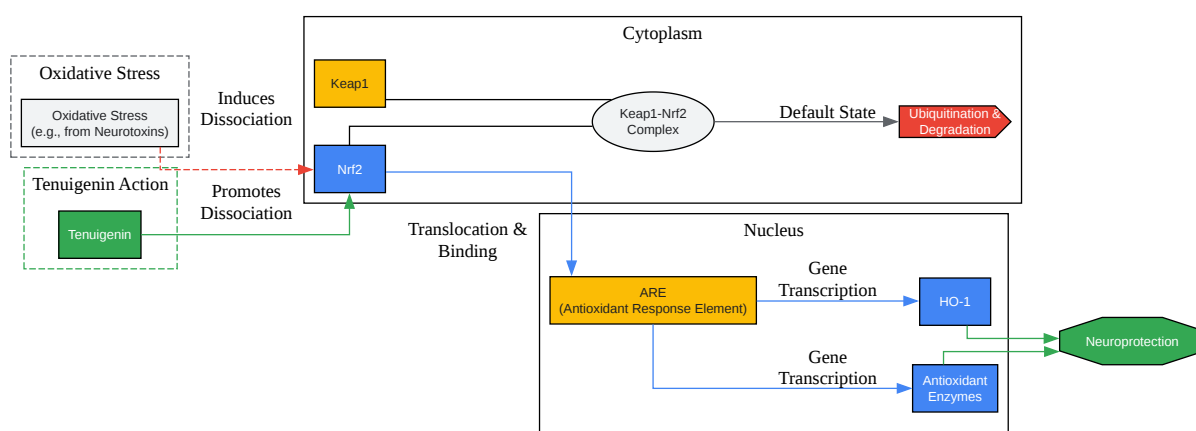 Cytoplasm
Oxidative Stress
Oxidative Stress
(e.g., from Neurotoxins)
Induces
Dissociation
Keap1
Keap1-Nrf2
Complex
Default State
Ubiquitination &
Degradation
Nrf2
Tenuigenin Action
Tenuigenin
Promotes
Dissociation
Translocation &
Binding
Nucleus
ARE
(Antioxidant Response Element)
Gene
Transcription
HO-1
Gene
Transcription
Antioxidant
Enzymes
Neuroprotection